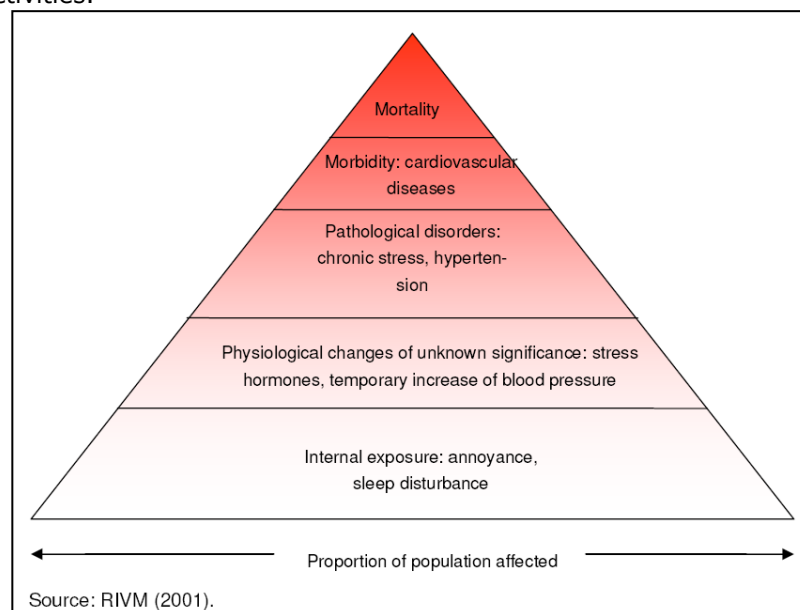 Mortality
Morbidity: cardiovascular
diseases
Pathological disorders:
chronic stress, hyperten-
sion
Physiological changes of unknown significance: stress
hormones, temporary increase of blood pressure
Internal exposure: annoyance,
sleep disturbance
Proportion of population affected
Source: RIVM (2001).